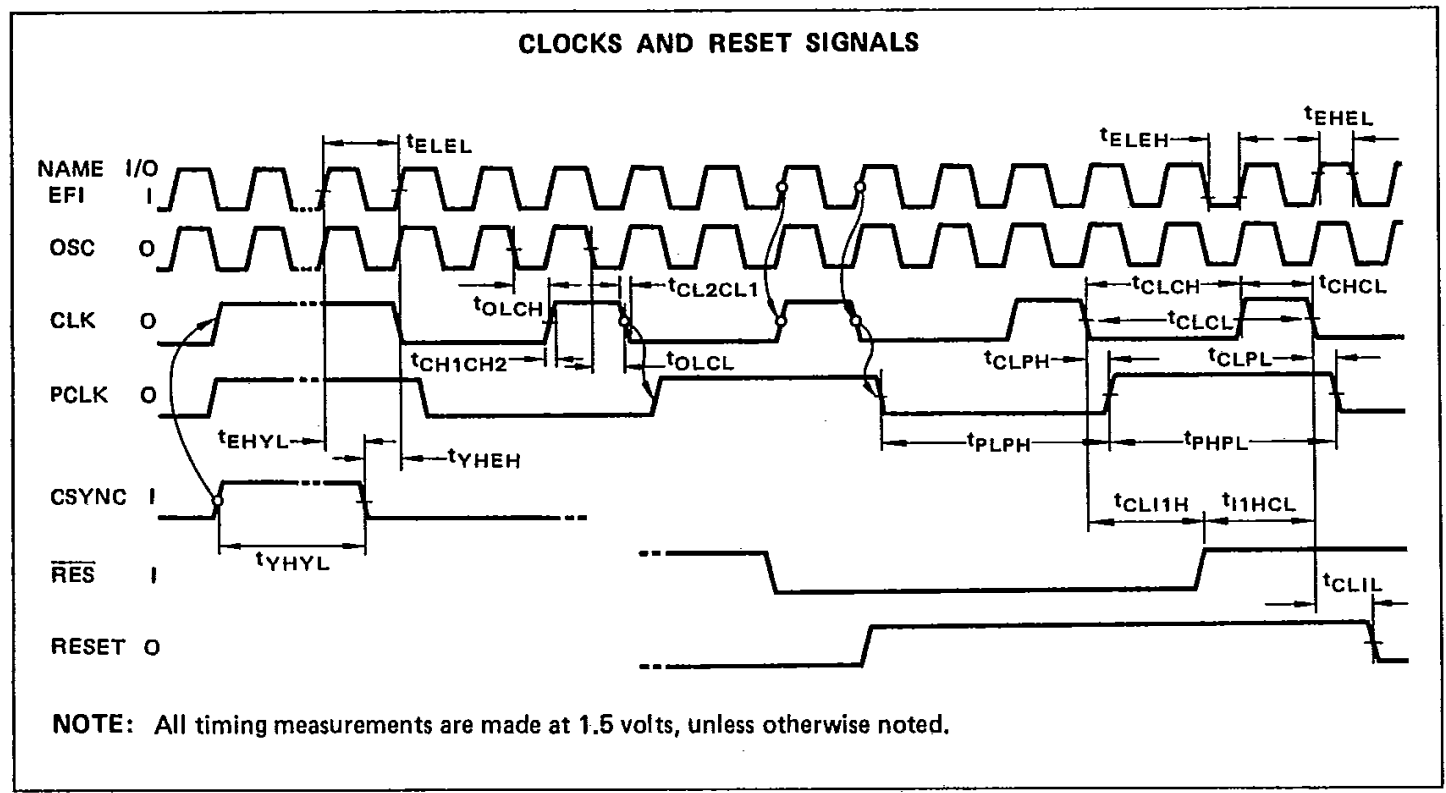 CLOCKS AND RESET SIGNALS
tEHEL
tELEL
tELEH
NAME I/O
EFI I
OSC O
tOLCH
tCL2CL1
tCLCH
tCHCL
CLK O
tCLCL
tCH1CH2
tOLCL
tCLPH
tCLPL
PCLK O
tEHYL
tYHEH
tPLPH
tPHPL
CSYNC I
tCLI1H
tI1HCL
tYHYL
RES I
tCLIL
RESET O
NOTE: All timing measurements are made at 1.5 volts, unless otherwise noted.